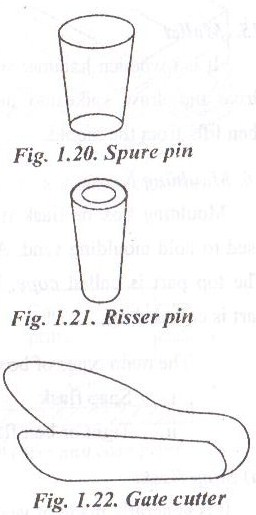 Fig. 1.20. Spure pin
Fig. 1.21. Risser pin
Fig. 1.22. Gate cutter